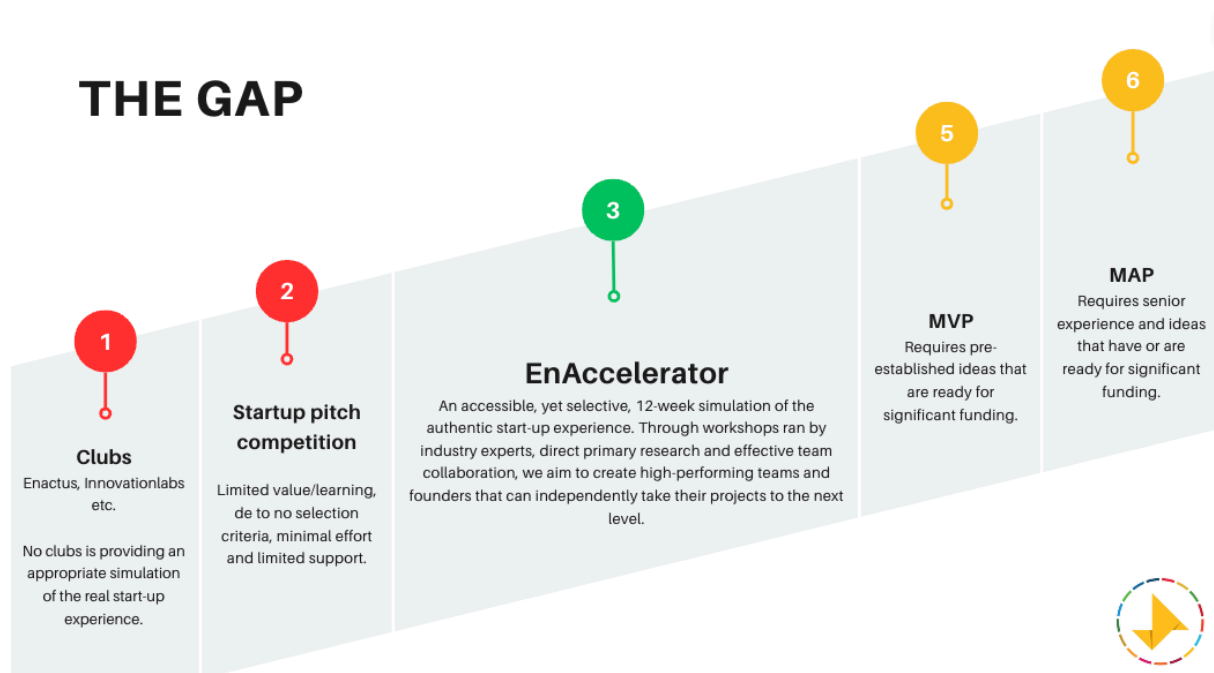 THE GAP
1
Clubs
Enactus, Innovationlabs
etc.
No clubs is providing an
appropriate simulation
of the real start-up
experience.
2
Startup pitch
competition
Limited value/learning,
de to no selection
criteria, minimal effort
and limited support.
3
EnAccelerator
An accessible, yet selective, 12-week simulation of the
authentic start-up experience. Through workshops ran by
industry experts, direct primary research and effective team
collaboration, we aim to create high-performing teams and
founders that can independently take their projects to the next
level.
5
MVP
Requires pre-
established ideas that
are ready for
significant funding.
6
MAP
Requires senior
experience and ideas
that have or are
ready for significant
funding.